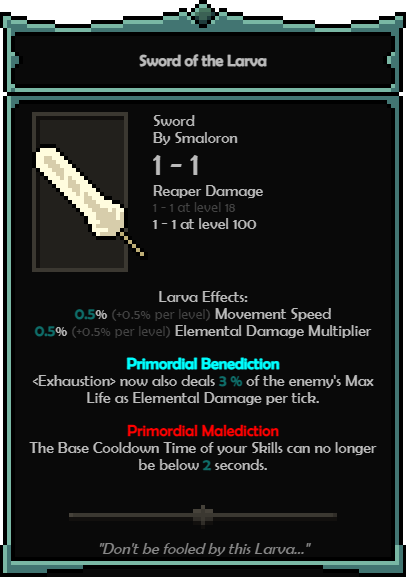 Sword of the Larva
Sword
By Smaloron
1 - 1
Reaper Damage
1 - 1 at level 18
1 - 1 at level 100
Larva Effects:
0.5% (+0.5% per level) Movement Speed
0.5% (+0.5% per level) Elemental Damage Multiplier
Primordial Benediction
<Exhaustion> now also deals 3 % of the enemy's Max
Life as Elemental Damage per tick.
Primordial Malediction
The Base Cooldown Time of your Skills can no longer
be below 2 seconds.
"Don't be fooled by this Larva..."